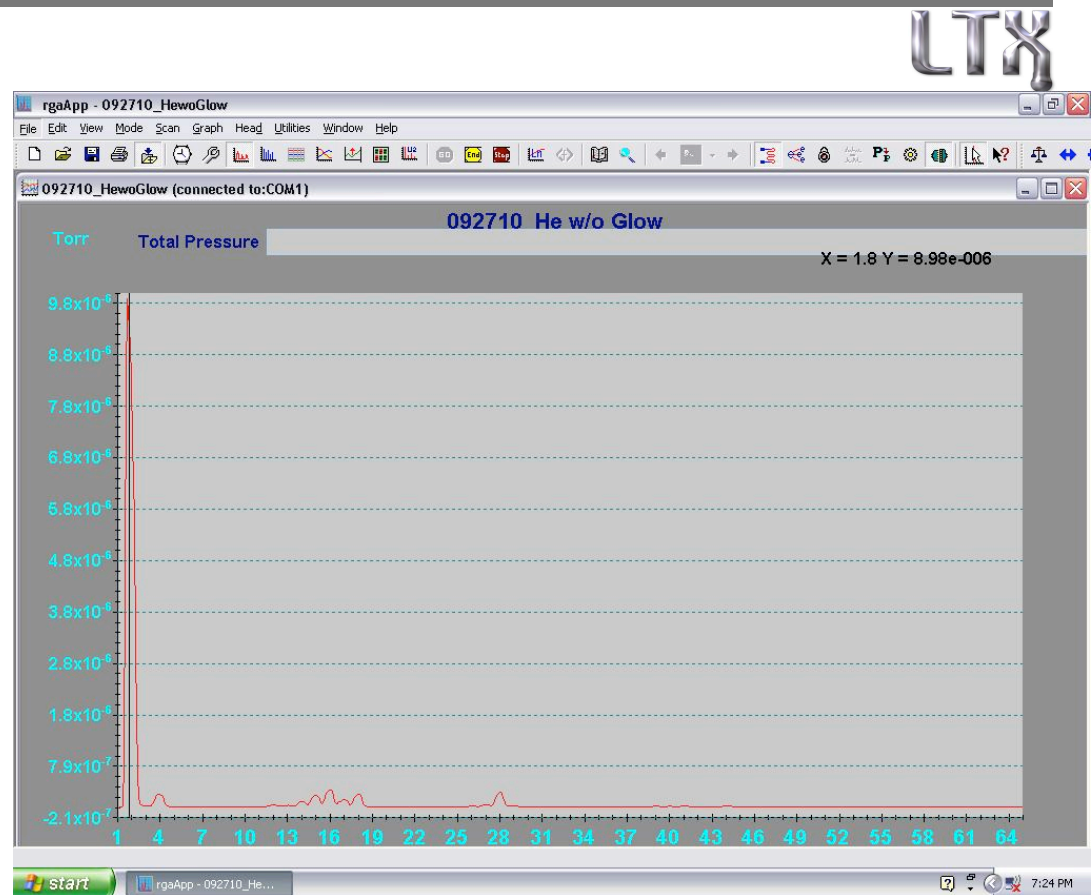 LTX
rgaApp - 092710_HewoGlow
File Edit View Mode Scan Graph Head Utilities Window Help
GO End Stop
092710_HewoGlow (connected to:COM1)
092710 He w/o Glow
Torr
Total Pressure
X = 1.8 Y = 8.98e-006
9.8x10⁻⁶
8.8x10⁻⁶
7.8x10⁻⁶
6.8x10⁻⁶
5.8x10⁻⁶
4.8x10⁻⁶
3.8x10⁻⁶
2.8x10⁻⁶
1.8x10⁻⁶
7.9x10⁻⁷
-2.1x10⁻⁷
1 4 7 10 13 16 19 22 25 28 31 34 37 40 43 46 49 52 55 58 61 64
start rgaApp - 092710_He... 7:24 PM